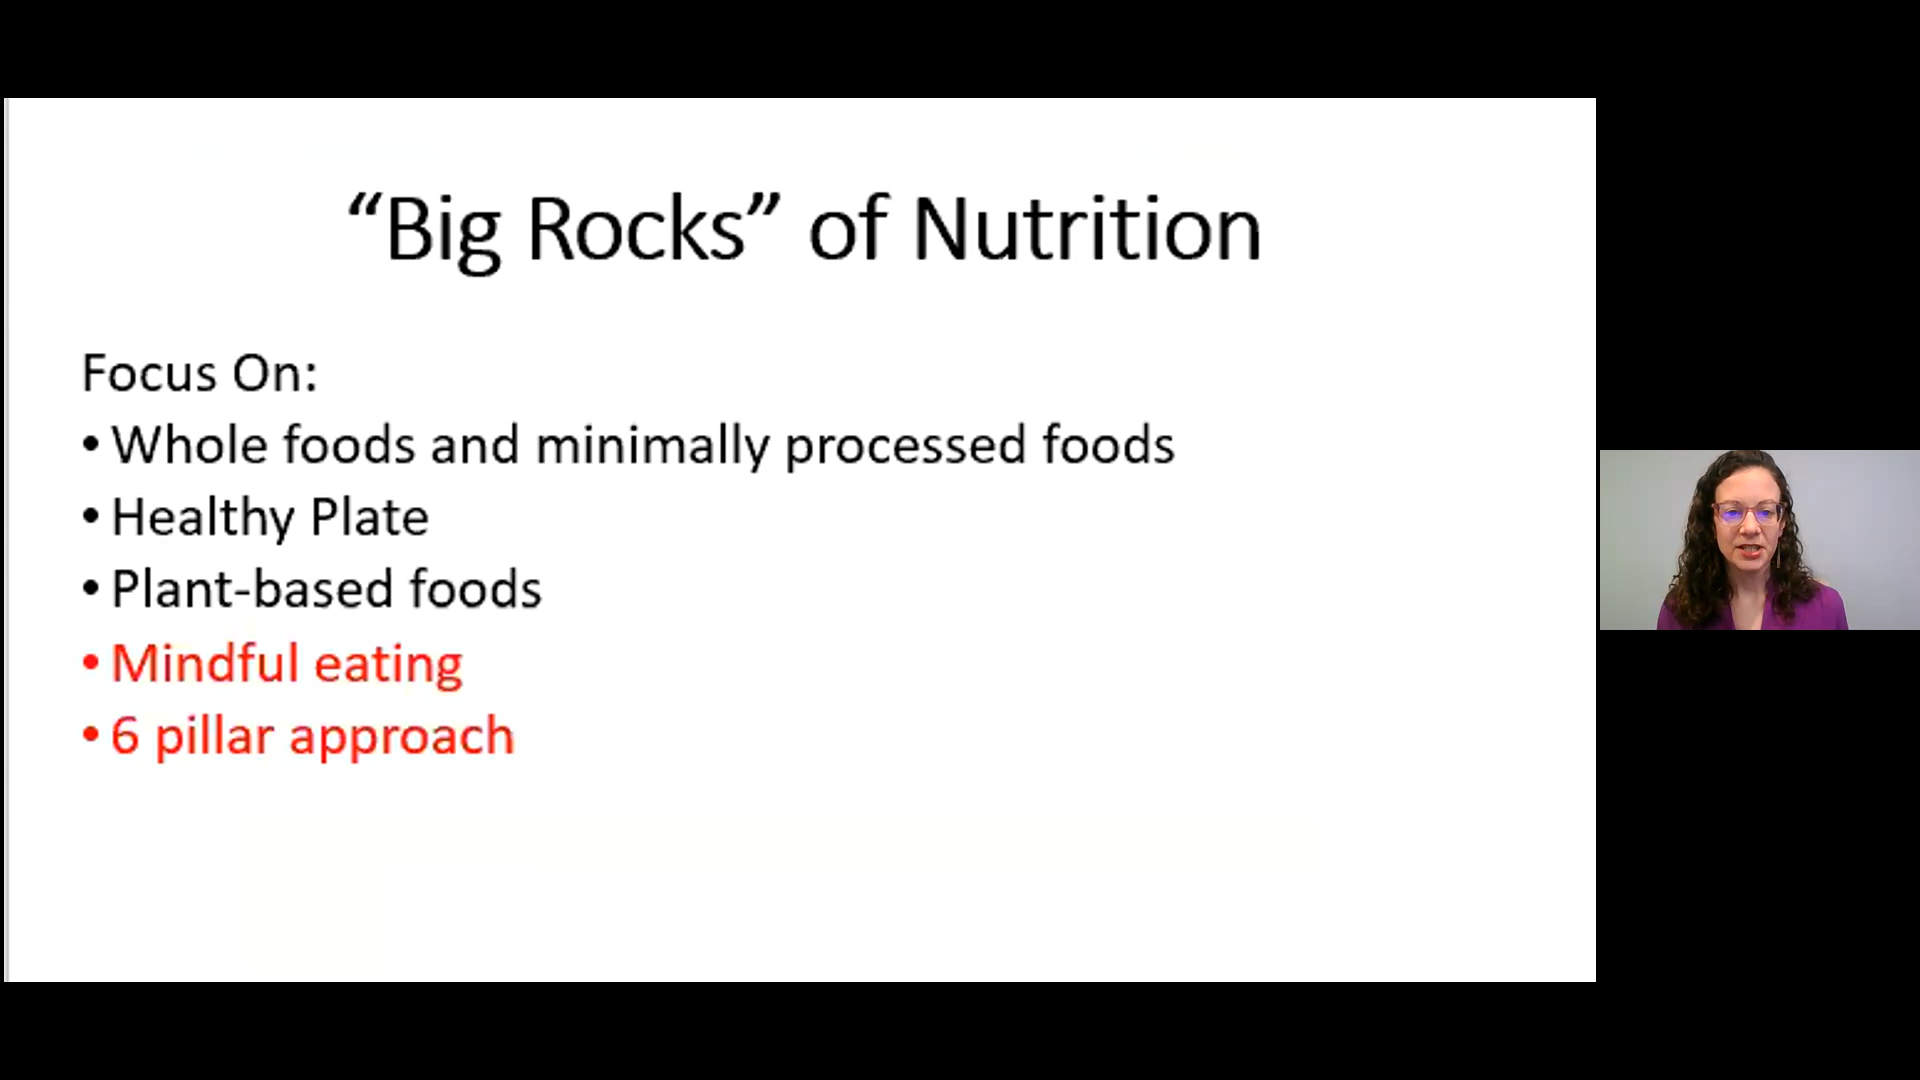 “Big Rocks” of Nutrition
Focus On:
• Whole foods and minimally processed foods
• Healthy Plate
• Plant-based foods
• Mindful eating
• 6 pillar approach